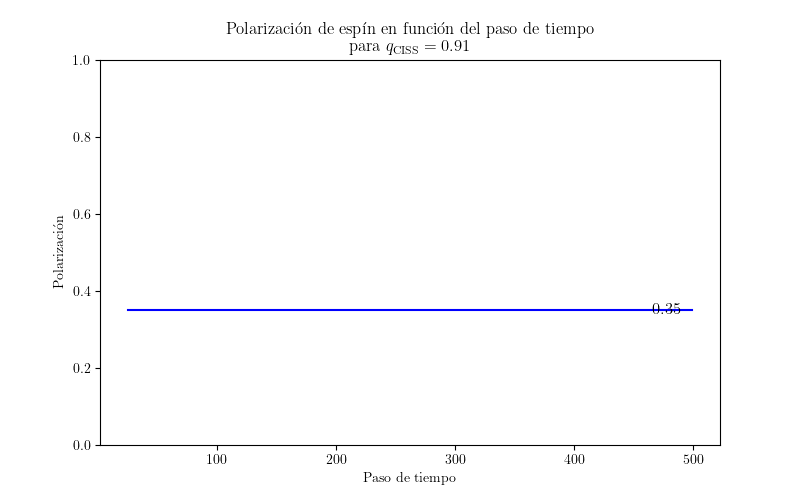 Polarización de espín en función del paso de tiempo
para q_CISS = 0.91
1.0
0.8
0.6
0.4
0.2
0.0
Polarización
0.35
100 200 300 400 500
Paso de tiempo